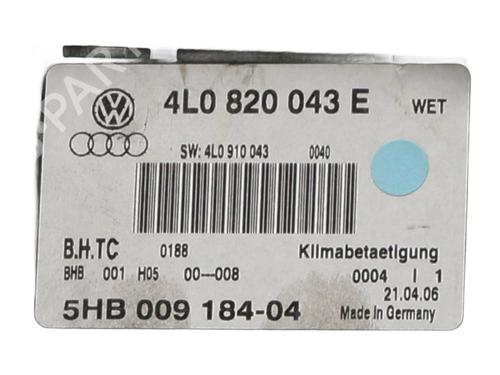 4L0 820 043 E WET
SW: 4L0 910 043 0040
B.H.TC 0188 Klimabetaetigung
BHB 001 H05 00—008 0004 I 1
21.04.06
5HB 009 184-04 Made in Germany